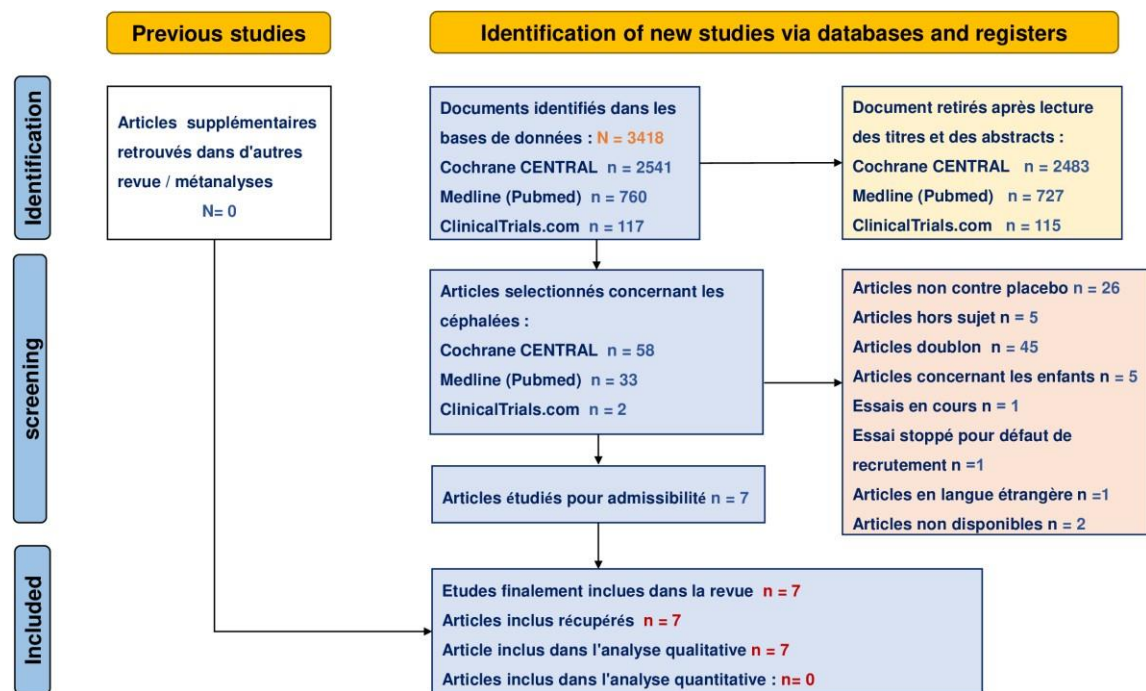 Previous studies
Identification of new studies via databases and registers
Identification
Articles supplémentaires
retrouvés dans d'autres
revue / métanalyses
N= 0
Documents identifiés dans les
bases de données : N = 3418
Cochrane CENTRAL n = 2541
Medline (Pubmed) n = 760
ClinicalTrials.com n = 117
Document retirés après lecture
des titres et des abstracts :
Cochrane CENTRAL n = 2483
Medline (Pubmed) n = 727
ClinicalTrials.com n = 115
screening
Articles selectionnés concernant les
céphalées :
Cochrane CENTRAL n = 58
Medline (Pubmed) n = 33
ClinicalTrials.com n = 2
Articles non contre placebo n = 26
Articles hors sujet n = 5
Articles doublon n = 45
Articles concernant les enfants n = 5
Essais en cours n = 1
Essai stoppé pour défaut de
recrutement n =1
Articles en langue étrangère n =1
Articles non disponibles n = 2
Articles étudiés pour admissibilité n = 7
Included
Etudes finalement inclues dans la revue n = 7
Articles inclus récupérés n = 7
Article inclus dans l'analyse qualitative n = 7
Articles inclus dans l'analyse quantitative : n= 0